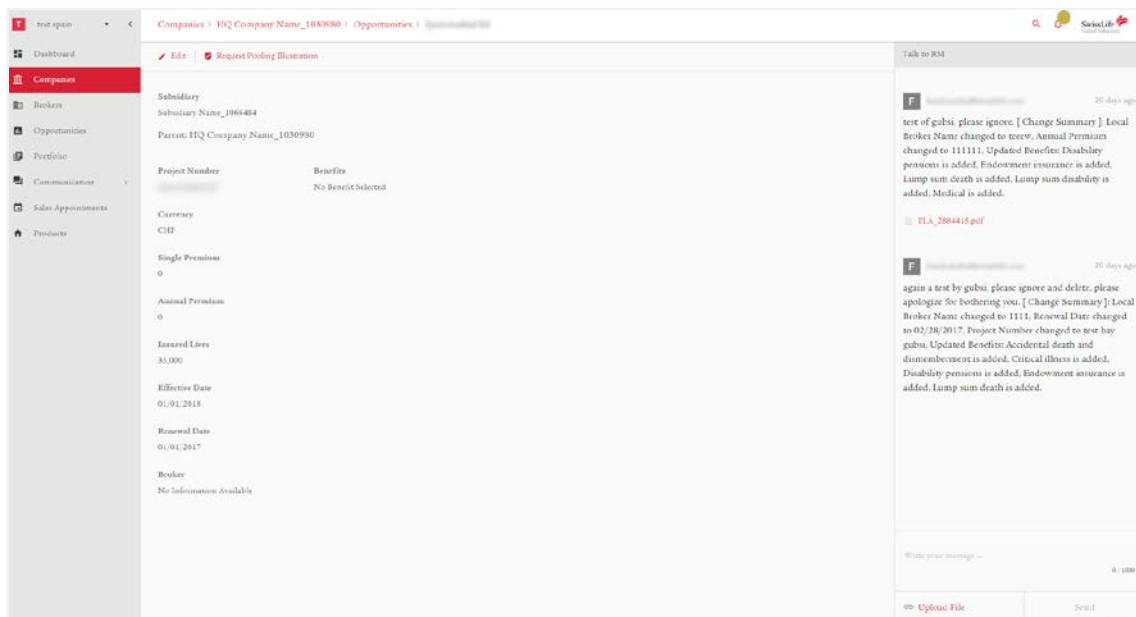 T test spain
Companies › HQ Company Name_1030980 › Opportunities ›
SwissLife
Dashboard
Companies
Brokers
Opportunities
Portfolio
Communication
Sales Appointments
Products
Edit
Request Pooling Illustration
Subsidiary
Subsidiary Name_1066484
Parent: HQ Company Name_1030980
Project Number
Benefits
No Benefit Selected
Currency
CHF
Single Premium
0
Annual Premium
0
Insured Lives
35,000
Effective Date
01/01/2018
Renewal Date
01/01/2017
Broker
No Information Available
Talk to RM
F
20 days ago
test of gubsi, please ignore. [ Change Summary ]: Local
Broker Name changed to Annual Premium
changed to 111111, Updated Benefits: Disability
pensions is added, Endowment insurance is added,
Lump sum death is added, Lump sum disability is
added, Medical is added.
FLA_2884415.pdf
F
20 days ago
again a test by gubsi, please ignore and delete. please
apologize for bothering you. [ Change Summary ]: Local
Broker Name changed to 1111, Renewal Date changed
to 02/28/2017, Project Number changed to test bay
gubsi, Updated Benefits: Accidental death and
dismemberment is added, Critical illness is added,
Disability pensions is added, Endowment insurance is
added, Lump sum death is added.
Write your message ...
0 / 1000
Upload File
Send